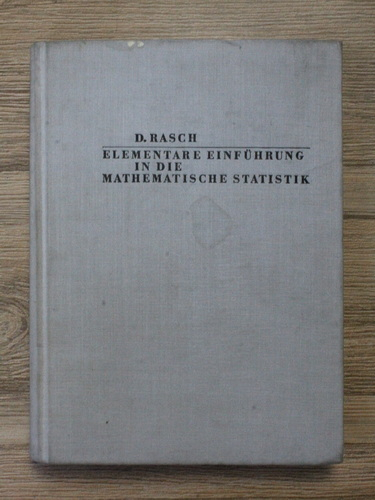 D. RASCH
ELEMENTARE EINFÜHRUNG
IN DIE
MATHEMATISCHE STATISTIK